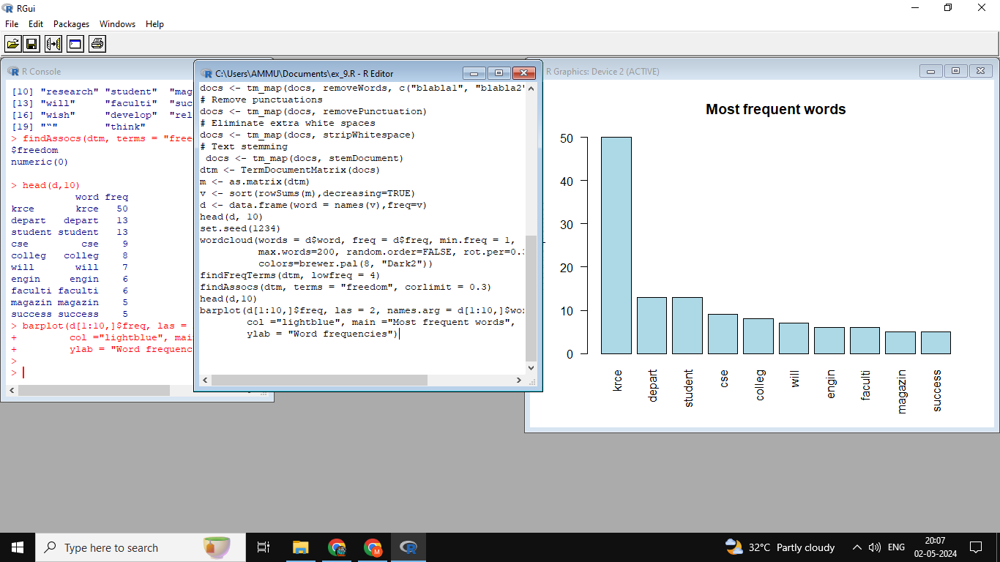 RGui
File Edit Packages Windows Help
R Console
[10] "research" "student" "mag
[13] "will" "faculti" "suc
[16] "wish" "develop" "rel
[19] "“" "think"
> findAssocs(dtm, terms = "free
$freedom
numeric(0)
> head(d,10)
word freq
krce krce 50
depart depart 13
student student 13
cse cse 9
colleg colleg 8
will will 7
engin engin 6
faculti faculti 6
magazin magazin 5
success success 5
> barplot(d[1:10,]$freq, las =
+ col ="lightblue", mai
+ ylab = "Word frequenc
>
>
C:\Users\AMMU\Documents\ex_9.R - R Editor
docs <- tm_map(docs, removeWords, c("blabla1", "blabla2"
# Remove punctuations
docs <- tm_map(docs, removePunctuation)
# Eliminate extra white spaces
docs <- tm_map(docs, stripWhitespace)
# Text stemming
docs <- tm_map(docs, stemDocument)
dtm <- TermDocumentMatrix(docs)
m <- as.matrix(dtm)
v <- sort(rowSums(m),decreasing=TRUE)
d <- data.frame(word = names(v),freq=v)
head(d, 10)
set.seed(1234)
wordcloud(words = d$word, freq = d$freq, min.freq = 1,
max.words=200, random.order=FALSE, rot.per=0.3
colors=brewer.pal(8, "Dark2"))
findFreqTerms(dtm, lowfreq = 4)
findAssocs(dtm, terms = "freedom", corlimit = 0.3)
head(d,10)
barplot(d[1:10,]$freq, las = 2, names.arg = d[1:10,]$wor
col ="lightblue", main ="Most frequent words",
ylab = "Word frequencies")
R Graphics: Device 2 (ACTIVE)
Most frequent words
50
40
30
20
10
0
krce
depart
student
cse
colleg
will
engin
faculti
magazin
success
Type here to search
32°C Partly cloudy
ENG
20:07
02-05-2024